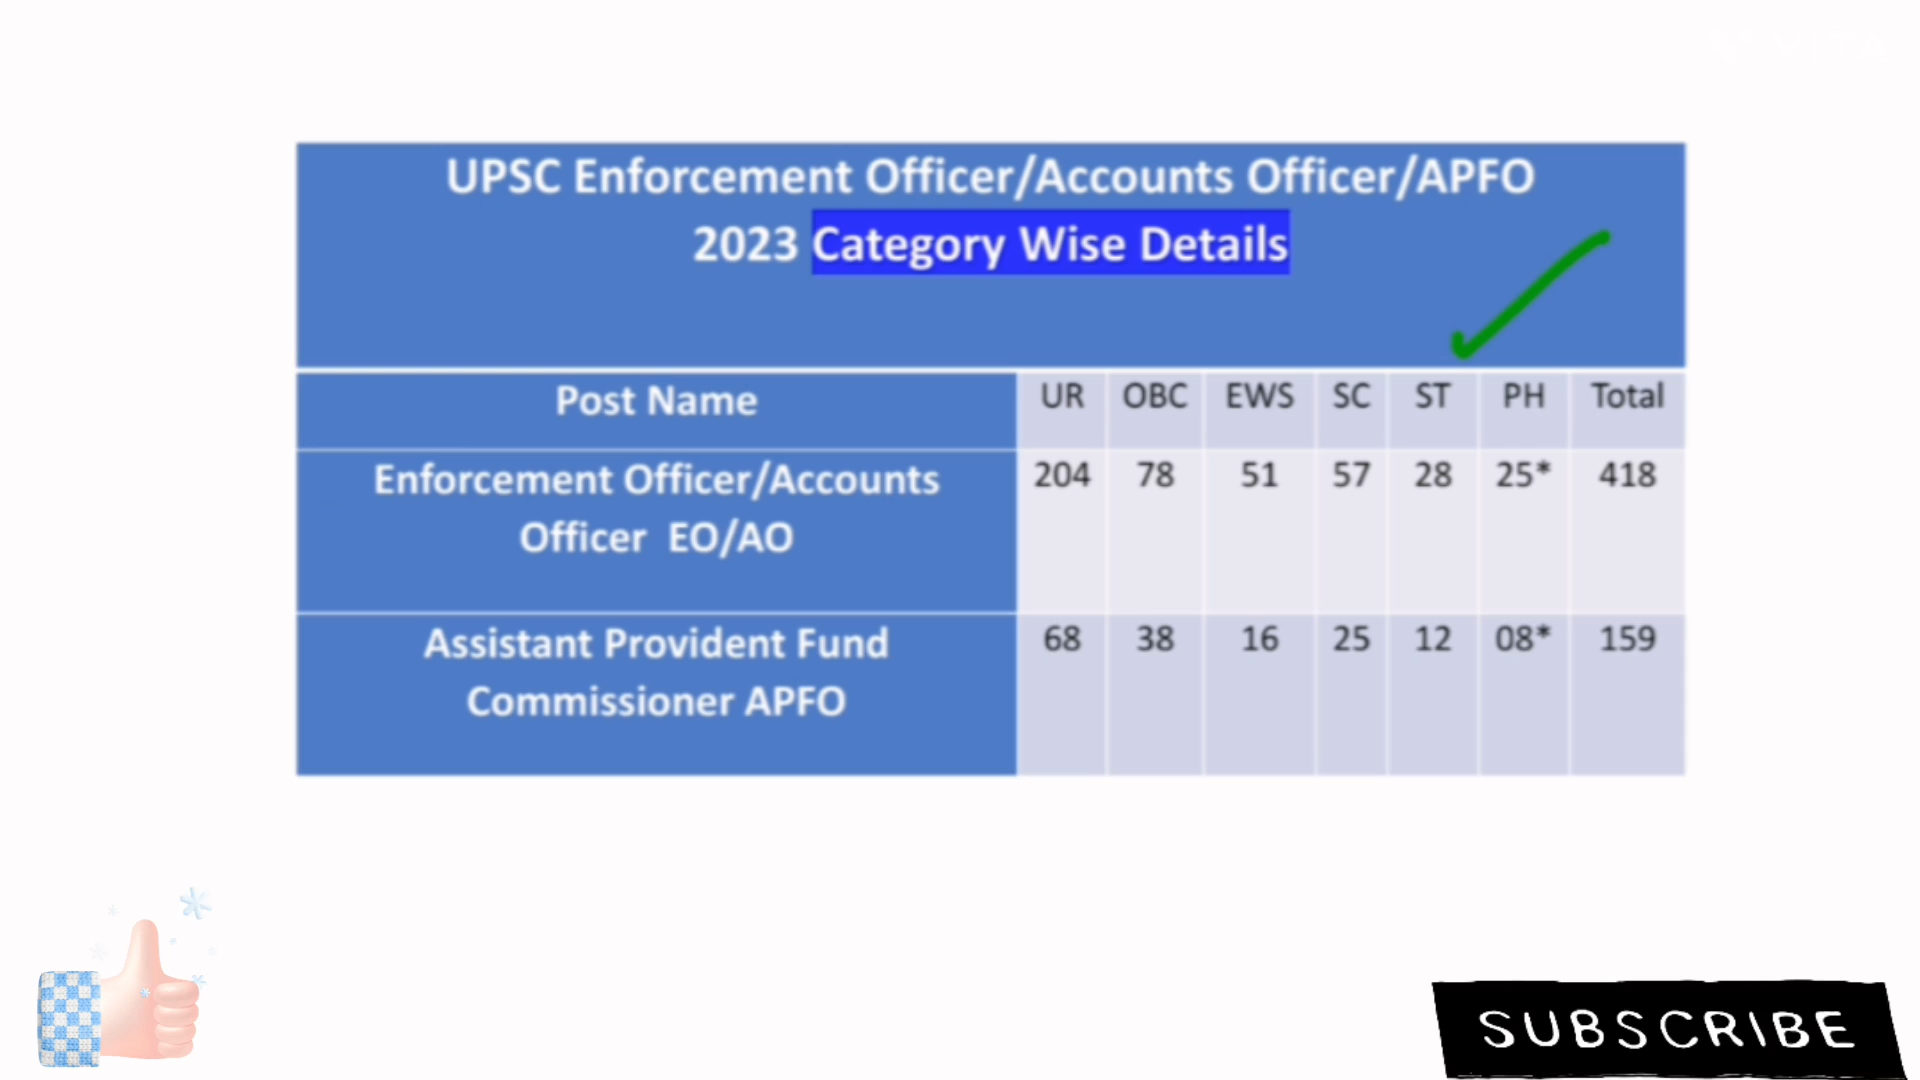 UPSC Enforcement Officer/Accounts Officer/APFO
2023 Category Wise Details
Post Name UR OBC EWS SC ST PH Total
Enforcement Officer/Accounts 204 78 51 57 28 25* 418
Officer EO/AO
Assistant Provident Fund 68 38 16 25 12 08* 159
Commissioner APFO
SUBSCRIBE